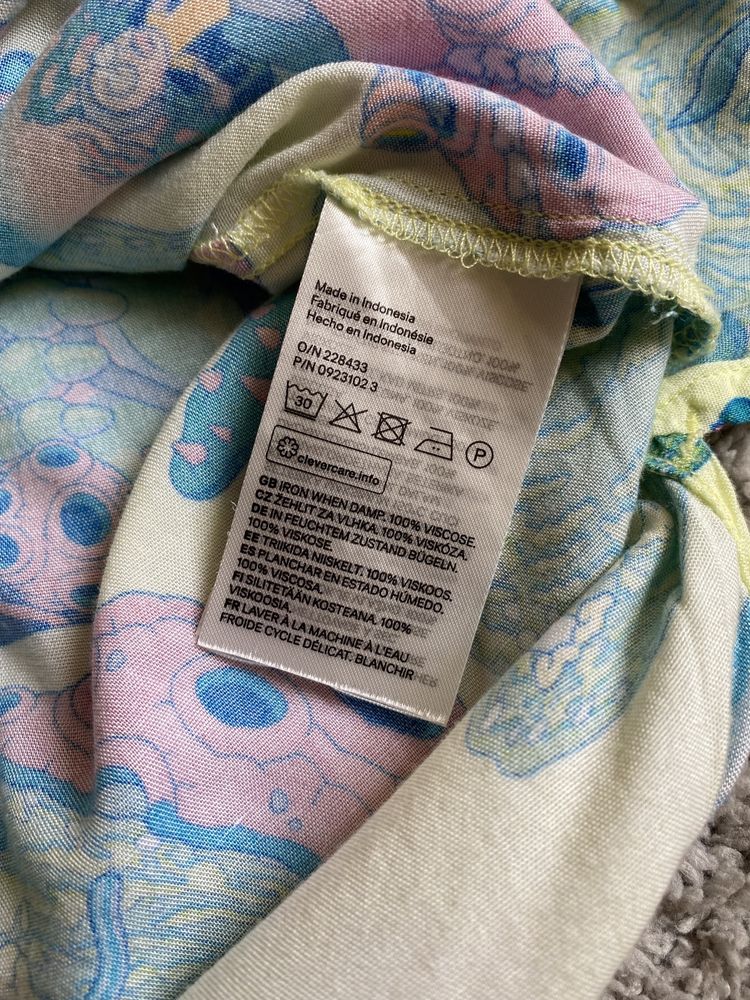 Made in Indonesia
Fabriqué en Indonésie
Hecho en Indonesia
O/N 228433
P/N 0923102 3
30
P
clevercare.info
GB IRON WHEN DAMP. 100% VISCOSE.
CZ ŽEHLIT ZA VLHKA. 100% VISKÓZA.
DE IN FEUCHTEM ZUSTAND BÜGELN.
100% VISKOSE.
EE TRIIKIDA NIISKELT. 100% VISKOOS.
ES PLANCHAR EN ESTADO HÚMEDO.
100% VISCOSA.
FI SILITETÄÄN KOSTEANA. 100%
VISKOOSIA.
FR LAVER À LA MACHINE À L'EAU
FROIDE CYCLE DÉLICAT. BLANCHIR